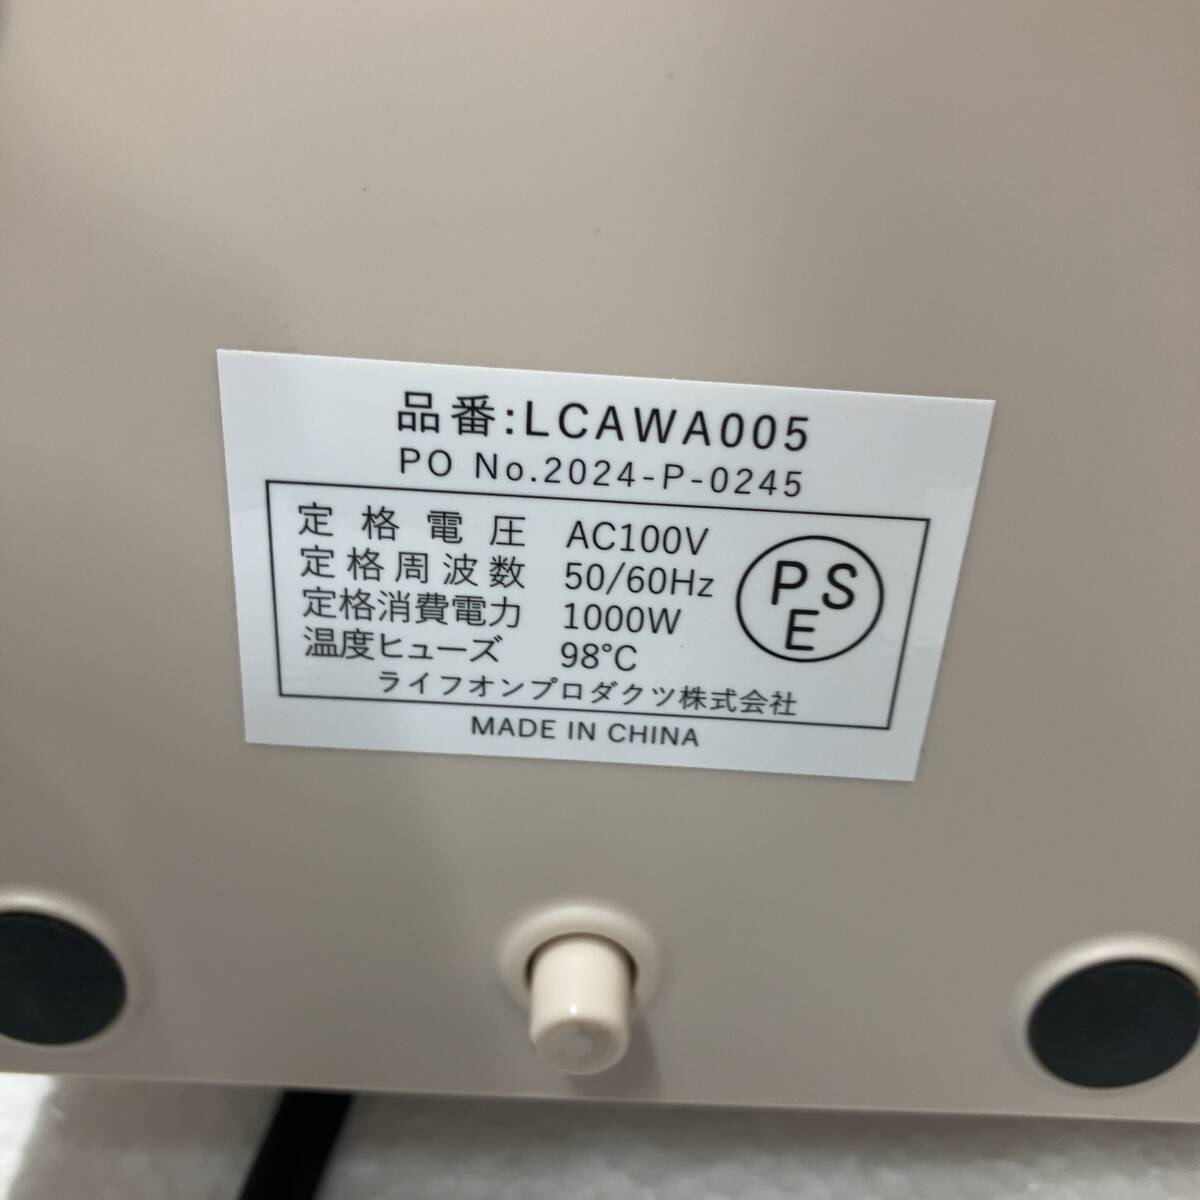 品番:LCAWA005
PO No.2024-P-0245
定格電圧 AC100V
定格周波数 50/60Hz
定格消費電力 1000W
温度ヒューズ 98℃
PSE
ライフオンプロダクツ株式会社
MADE IN CHINA